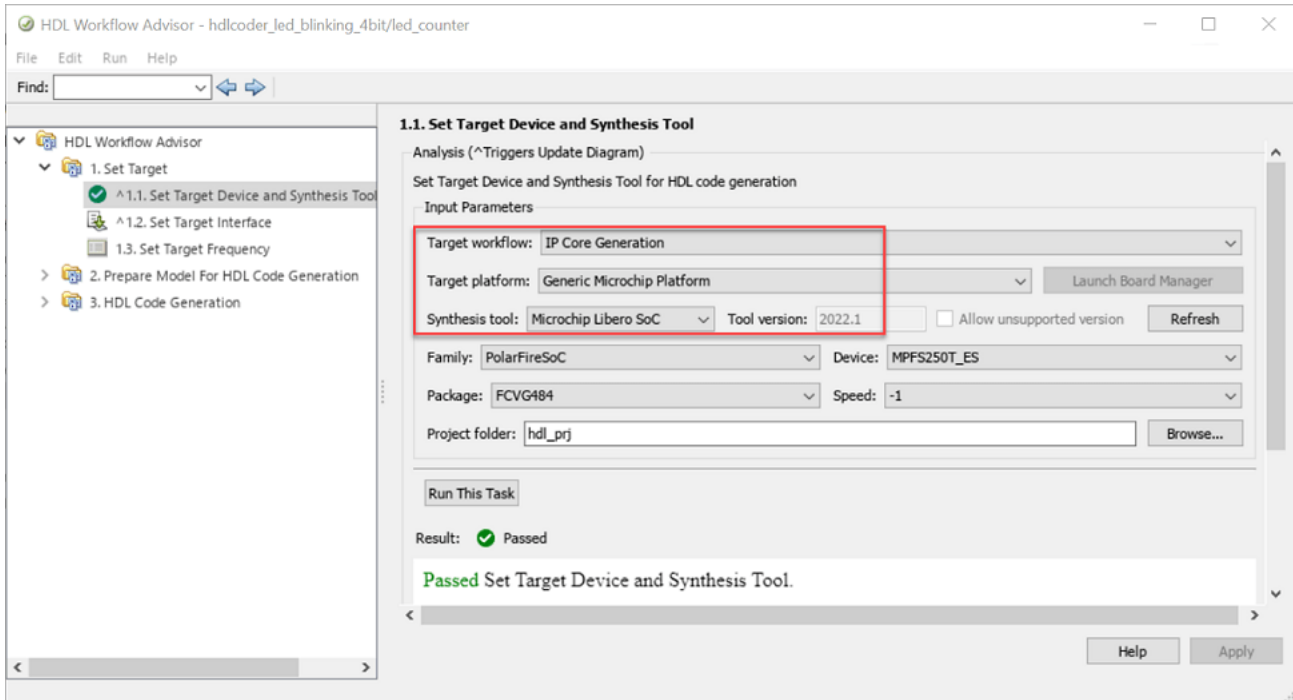 HDL Workflow Advisor - hdlcoder_led_blinking_4bit/led_counter
File Edit Run Help
Find:
HDL Workflow Advisor
1. Set Target
^1.1. Set Target Device and Synthesis Tool
^1.2. Set Target Interface
1.3. Set Target Frequency
2. Prepare Model For HDL Code Generation
3. HDL Code Generation
1.1. Set Target Device and Synthesis Tool
Analysis (^Triggers Update Diagram)
Set Target Device and Synthesis Tool for HDL code generation
Input Parameters
Target workflow: IP Core Generation
Target platform: Generic Microchip Platform Launch Board Manager
Synthesis tool: Microchip Libero SoC Tool version: 2022.1 Allow unsupported version Refresh
Family: PolarFireSoC Device: MPFS250T_ES
Package: FCVG484 Speed: -1
Project folder: hdl_prj Browse...
Run This Task
Result: Passed
Passed Set Target Device and Synthesis Tool.
Help Apply